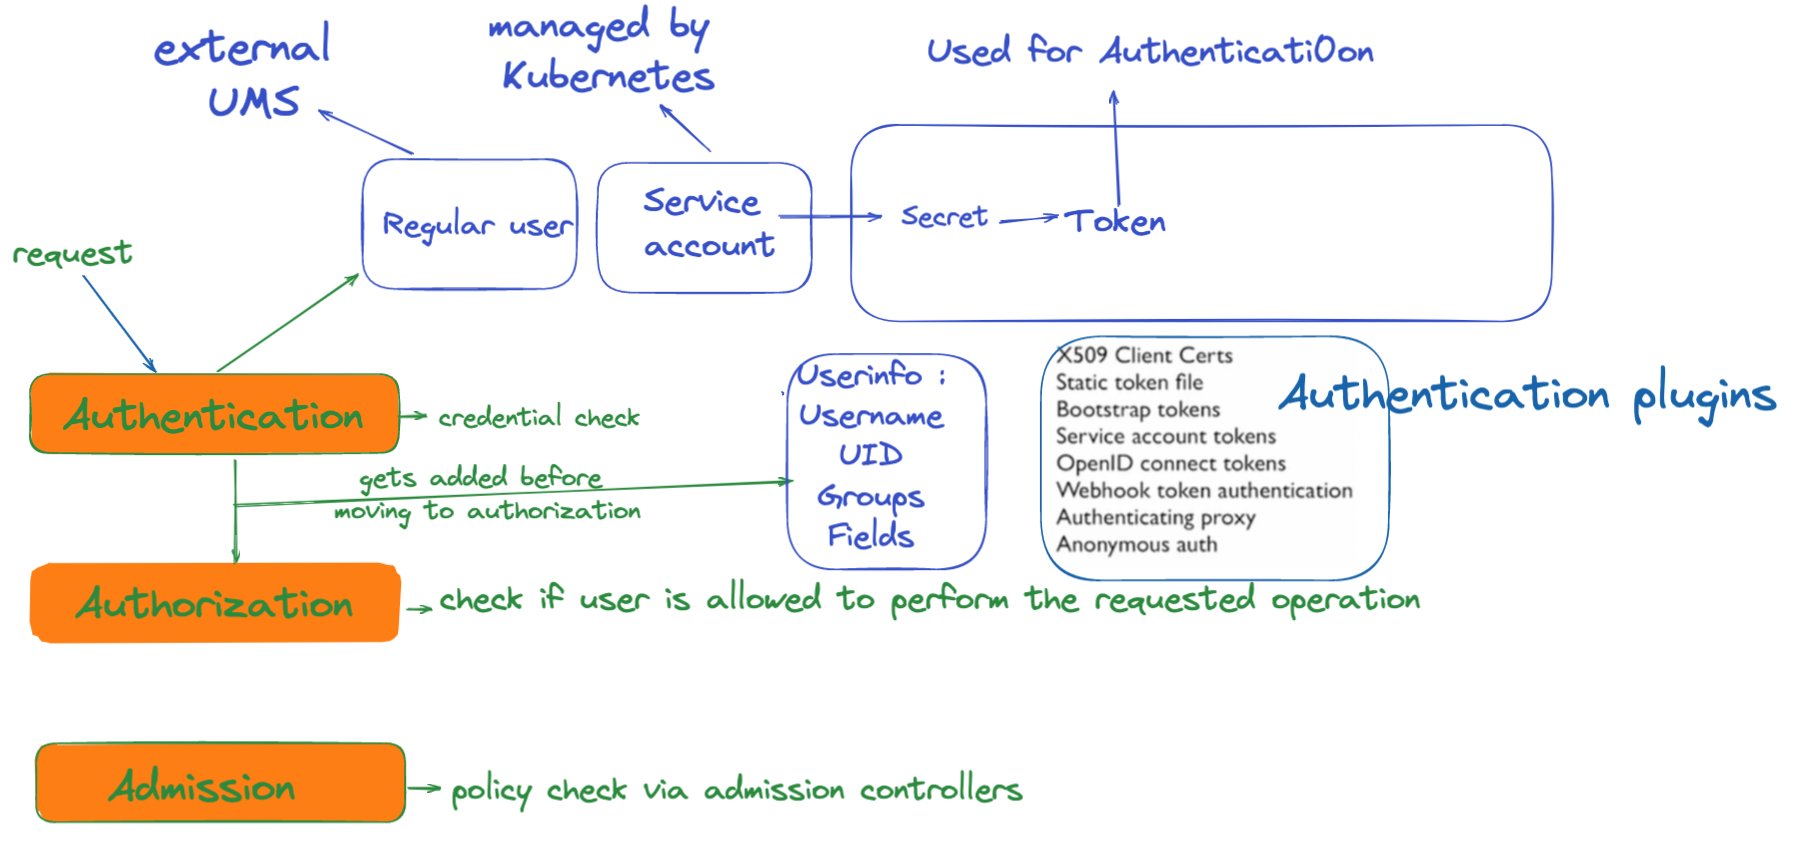 external
UMS
managed by
Kubernetes
Used for Authenticati0on
Regular user
Service
account
Secret
Token
request
Authentication
credential check
gets added before
moving to authorization
Userinfo :
Username
UID
Groups
Fields
X509 Client Certs
Static token file
Bootstrap tokens
Service account tokens
OpenID connect tokens
Webhook token authentication
Authenticating proxy
Anonymous auth
Authentication plugins
Authorization
check if user is allowed to perform the requested operation
Admission
policy check via admission controllers